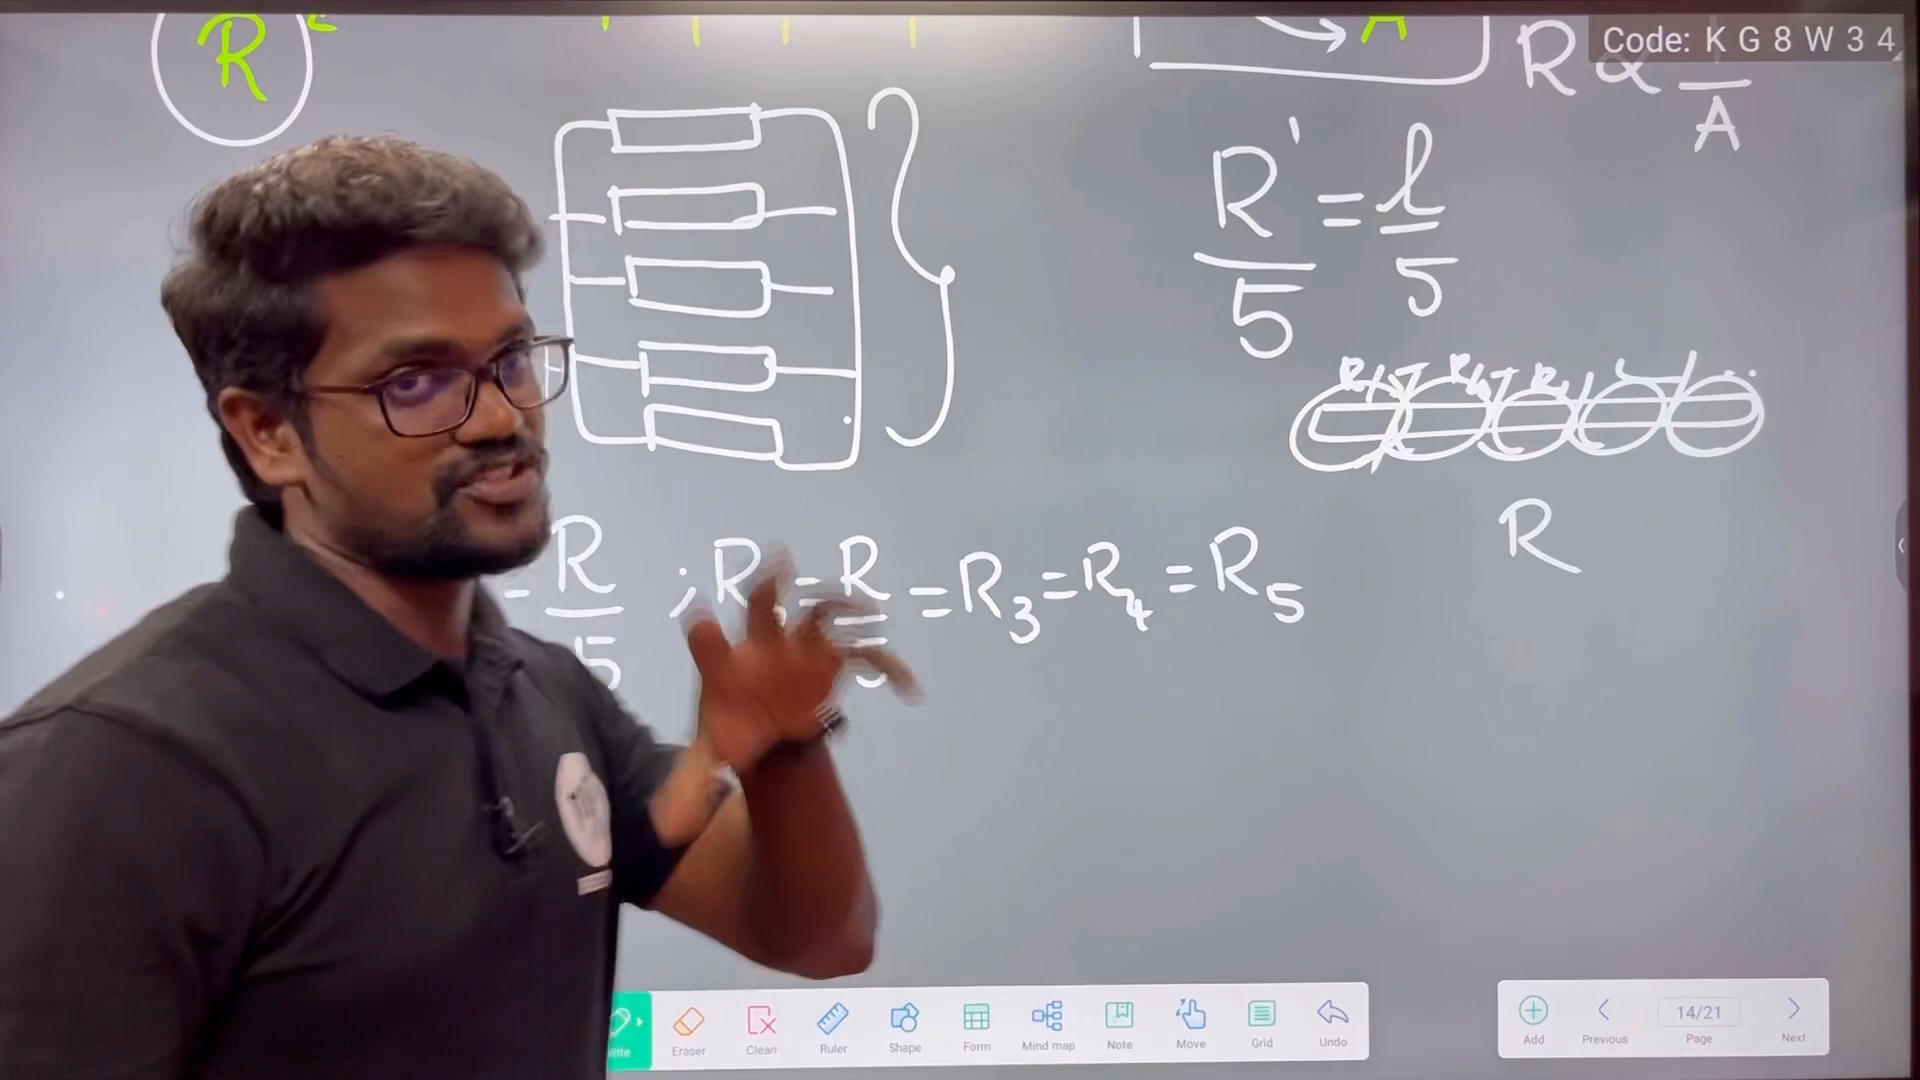 R
A
Code: K G 8 W 3 4
R ∝
A
R' = l
5 5
R
= R ; R = R = R3 = R4 = R5
5 5
Write
Eraser
Clean
Ruler
Shape
Form
Mind map
Note
Move
Grid
Undo
Add
Previous
14/21
Page
Next